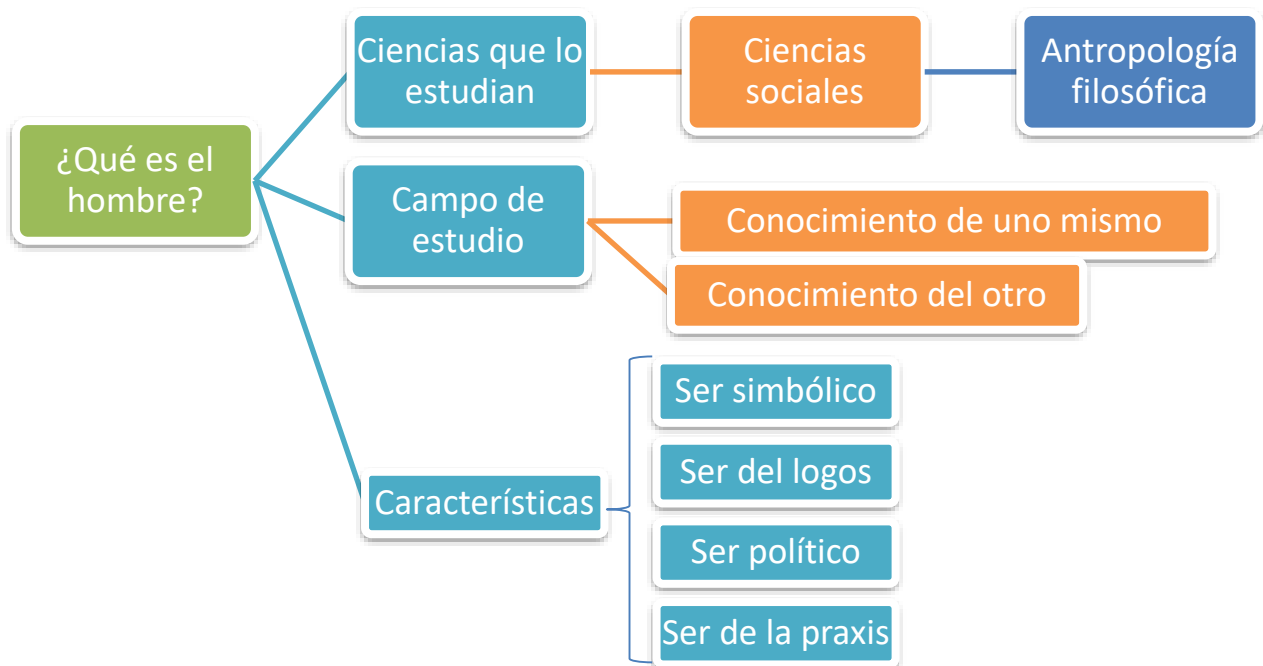 ¿Qué es el
hombre?
Ciencias que lo
estudian
Ciencias
sociales
Antropología
filosófica
Campo de
estudio
Conocimiento de uno mismo
Conocimiento del otro
Características
Ser simbólico
Ser del logos
Ser político
Ser de la praxis